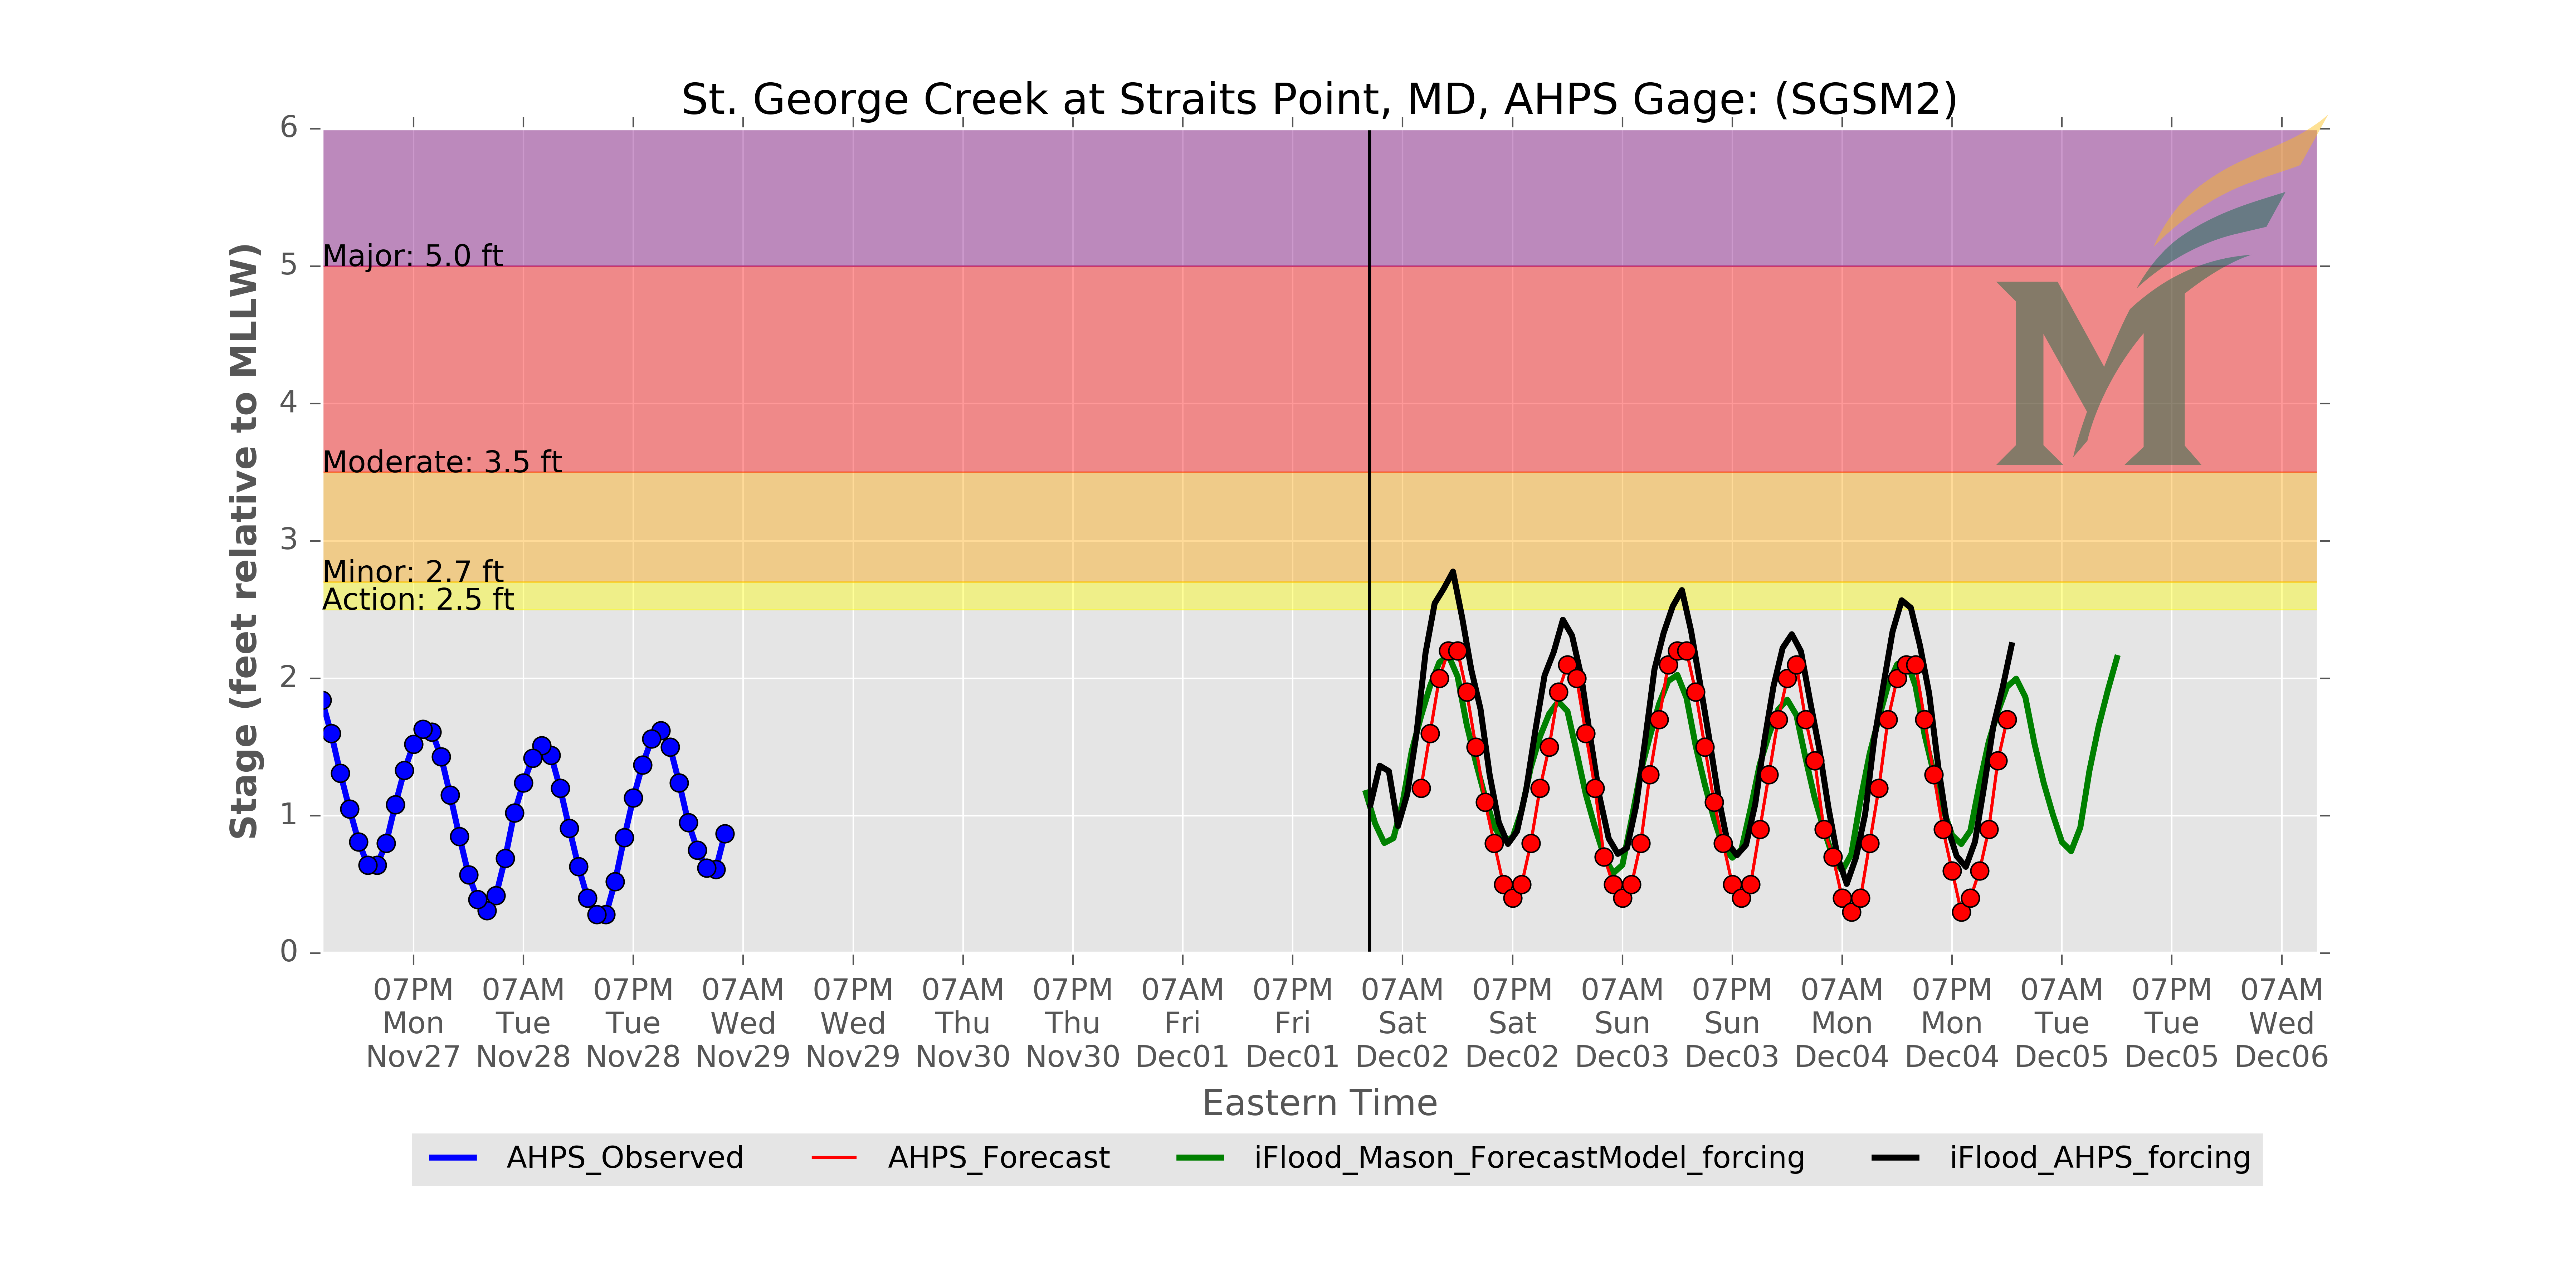 St. George Creek at Straits Point, MD, AHPS Gage: (SGSM2)
Stage (feet relative to MLLW)
6
5
4
3
2
1
0
Major: 5.0 ft
Moderate: 3.5 ft
Minor: 2.7 ft
Action: 2.5 ft
07PM 07AM 07PM 07AM 07PM 07AM 07PM 07AM 07PM 07AM 07PM 07AM 07PM 07AM 07PM 07AM 07PM 07AM
Mon Tue Tue Wed Wed Thu Thu Fri Fri Sat Sat Sun Sun Mon Mon Tue Tue Wed
Nov27 Nov28 Nov28 Nov29 Nov29 Nov30 Nov30 Dec01 Dec01 Dec02 Dec02 Dec03 Dec03 Dec04 Dec04 Dec05 Dec05 Dec06
Eastern Time
AHPS_Observed AHPS_Forecast iFlood_Mason_ForecastModel_forcing iFlood_AHPS_forcing
M